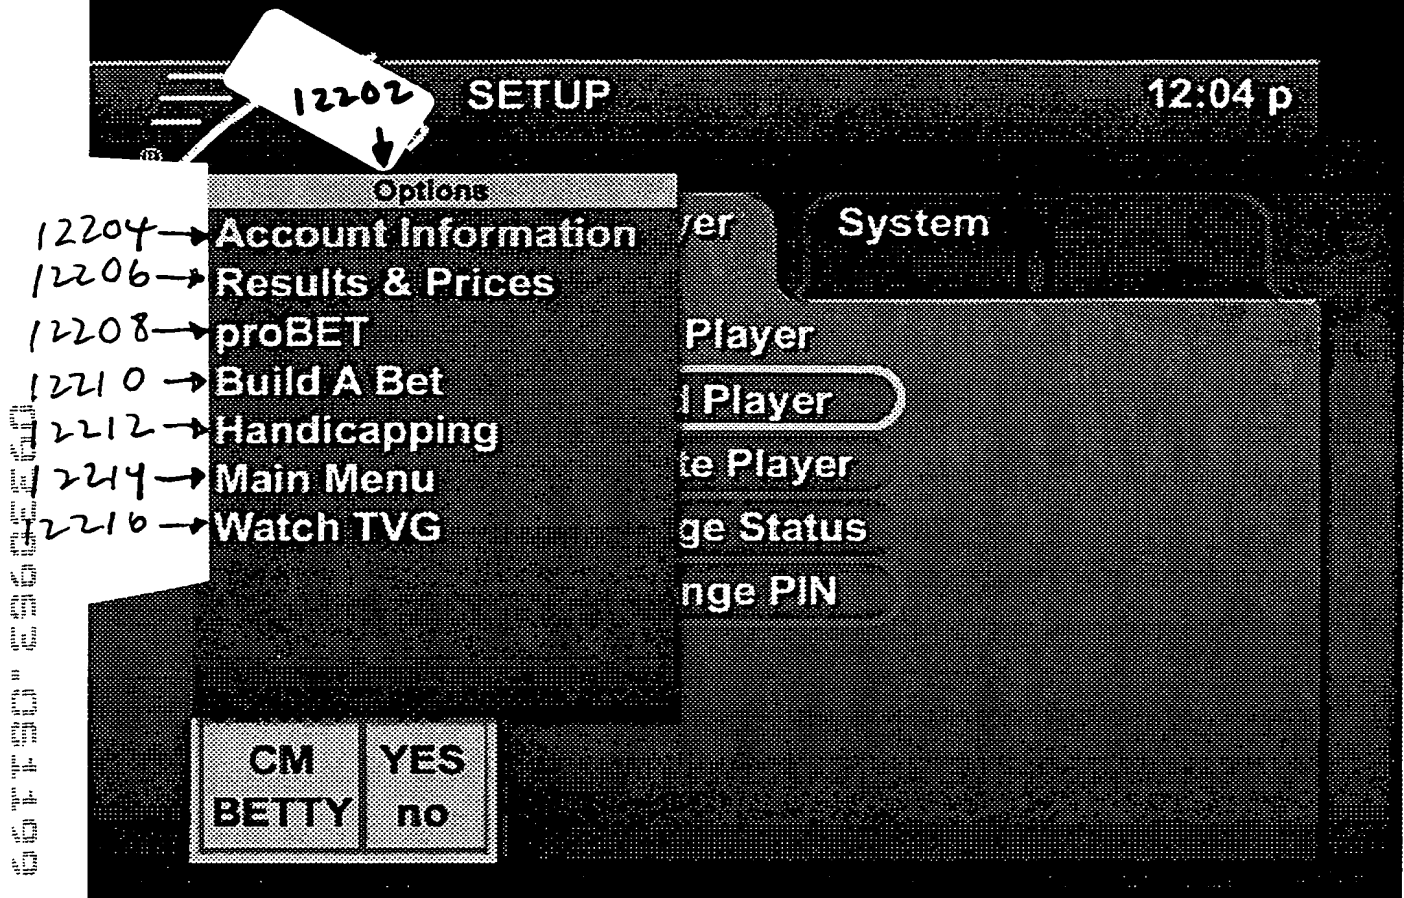 12202
SETUP
12:04 p
Options
yer
System
12204 Account Information
12206 Results & Prices
12208 proBET
12210 Build A Bet
12212 Handicapping
12214 Main Menu
12216 Watch TVG
Player
d Player
te Player
ge Status
nge PIN
CM
YES
BETTY
no